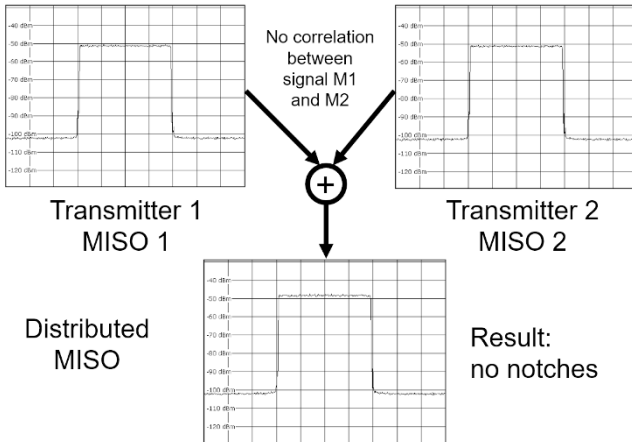 -40 dBm
-50 dBm
-60 dBm
-70 dBm
-80 dBm
-90 dBm
-100 dBm
-110 dBm
-120 dBm
No correlation
between
signal M1
and M2
-40 dBm
-50 dBm
-60 dBm
-70 dBm
-80 dBm
-90 dBm
-100 dBm
-110 dBm
-120 dBm
+
Transmitter 1
MISO 1
Transmitter 2
MISO 2
Distributed
MISO
-40 dBm
-50 dBm
-60 dBm
-70 dBm
-80 dBm
-90 dBm
-100 dBm
-110 dBm
-120 dBm
Result:
no notches